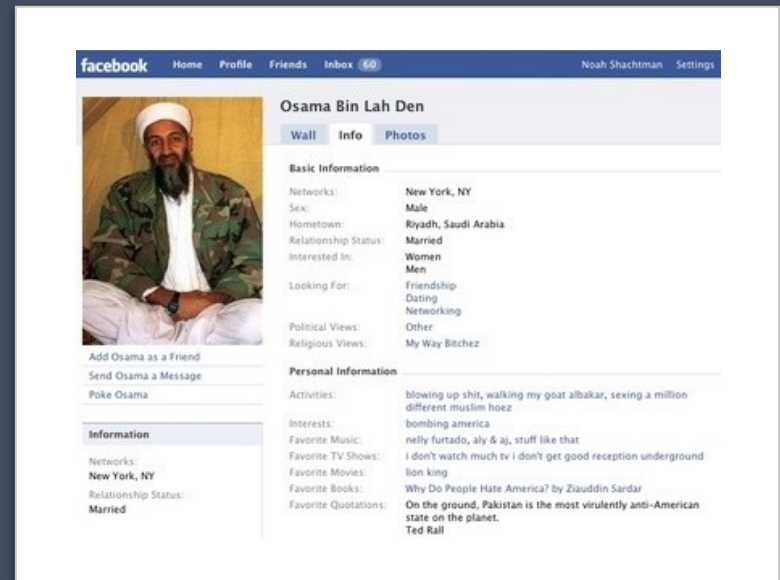 facebook Home Profile Friends Inbox 60 Noah Shachtman Settings
Osama Bin Lah Den
Wall Info Photos
Basic Information
Networks: New York, NY
Sex: Male
Hometown: Riyadh, Saudi Arabia
Relationship Status: Married
Interested In: Women
Men
Looking For: Friendship
Dating
Networking
Political Views: Other
Religious Views: My Way Bitchez
Personal Information
Activities: blowing up shit, walking my goat albakar, sexing a million
different muslim hoez
Interests: bombing america
Favorite Music: nelly furtado, aly & aj, stuff like that
Favorite TV Shows: i don't watch much tv i don't get good reception underground
Favorite Movies: lion king
Favorite Books: Why Do People Hate America? by Ziauddin Sardar
Favorite Quotations: On the ground, Pakistan is the most virulently anti-American
state on the planet.
Ted Rall
Add Osama as a Friend
Send Osama a Message
Poke Osama
Information
Networks:
New York, NY
Relationship Status:
Married